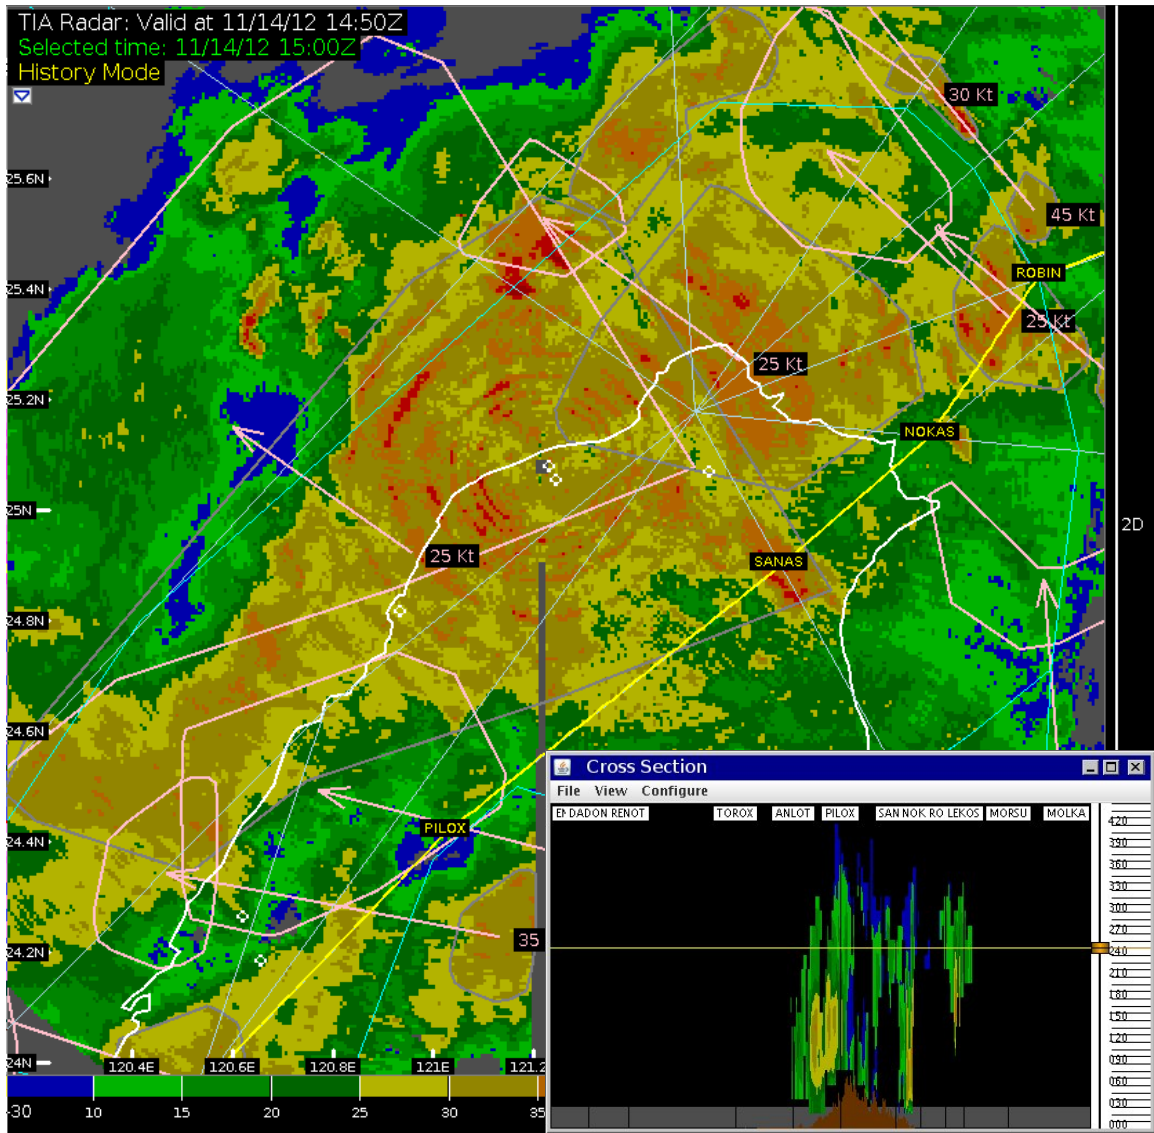 TIA Radar: Valid at 11/14/12 14:50Z
Selected time: 11/14/12 15:00Z
History Mode
30 Kt
25.6N
45 Kt
ROBIN
25.4N
25 Kt
25 Kt
25.2N
NOKAS
25N
2D
25 Kt
SANAS
24.8N
24.6N
Cross Section
File View Configure
DADON RENOT TOROX ANLOT PILOX SAN NOK RO LEKOS MORSU MOLKA
PILOX
24.4N
35
24.2N
24N
120.4E 120.6E 120.8E 121E 121.2
-30 10 15 20 25 30 35
420
390
360
330
300
270
240
210
180
150
120
090
060
030
000